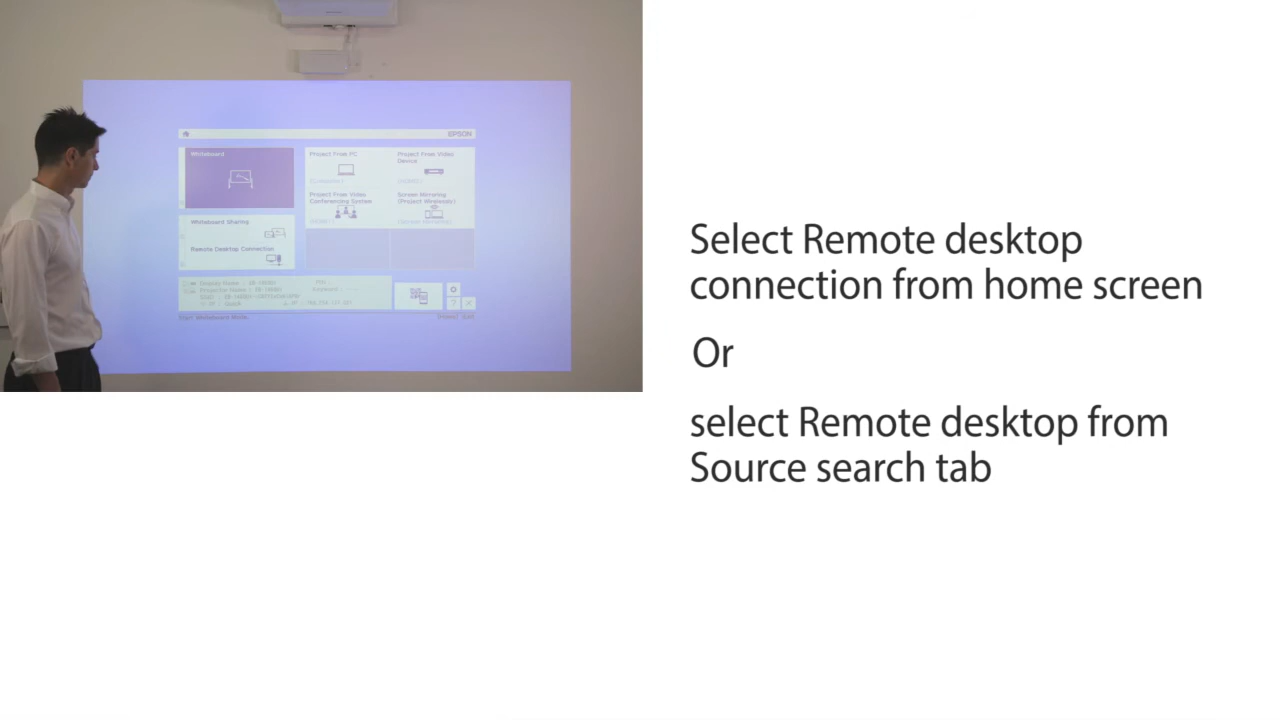 EPSON
Whiteboard
Project From PC
Project From Video
Device
Project From Video
Conferencing System
Screen Mirroring
(Project Wirelessly)
Whiteboard Sharing
Remote Desktop Connection
Select Remote desktop
connection from home screen
Or
select Remote desktop from
Source search tab